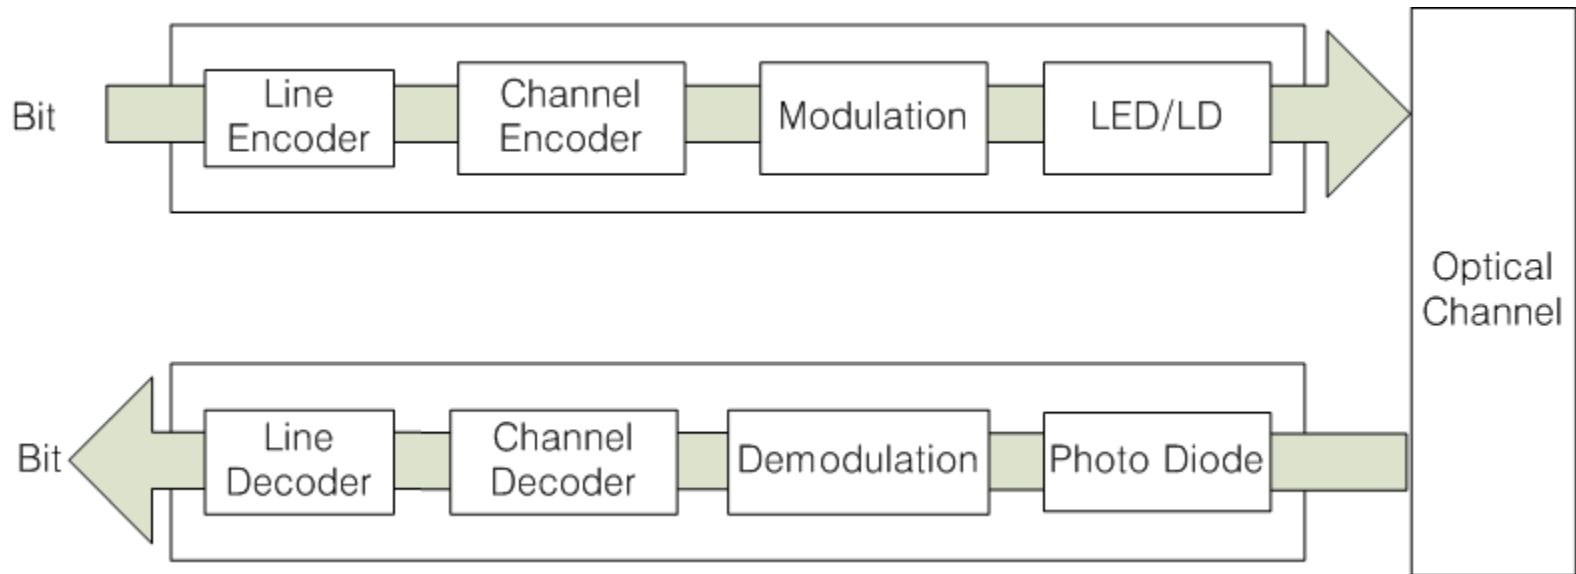 Bit
Line
Encoder
Channel
Encoder
Modulation
LED/LD
Optical
Channel
Bit
Line
Decoder
Channel
Decoder
Demodulation
Photo Diode